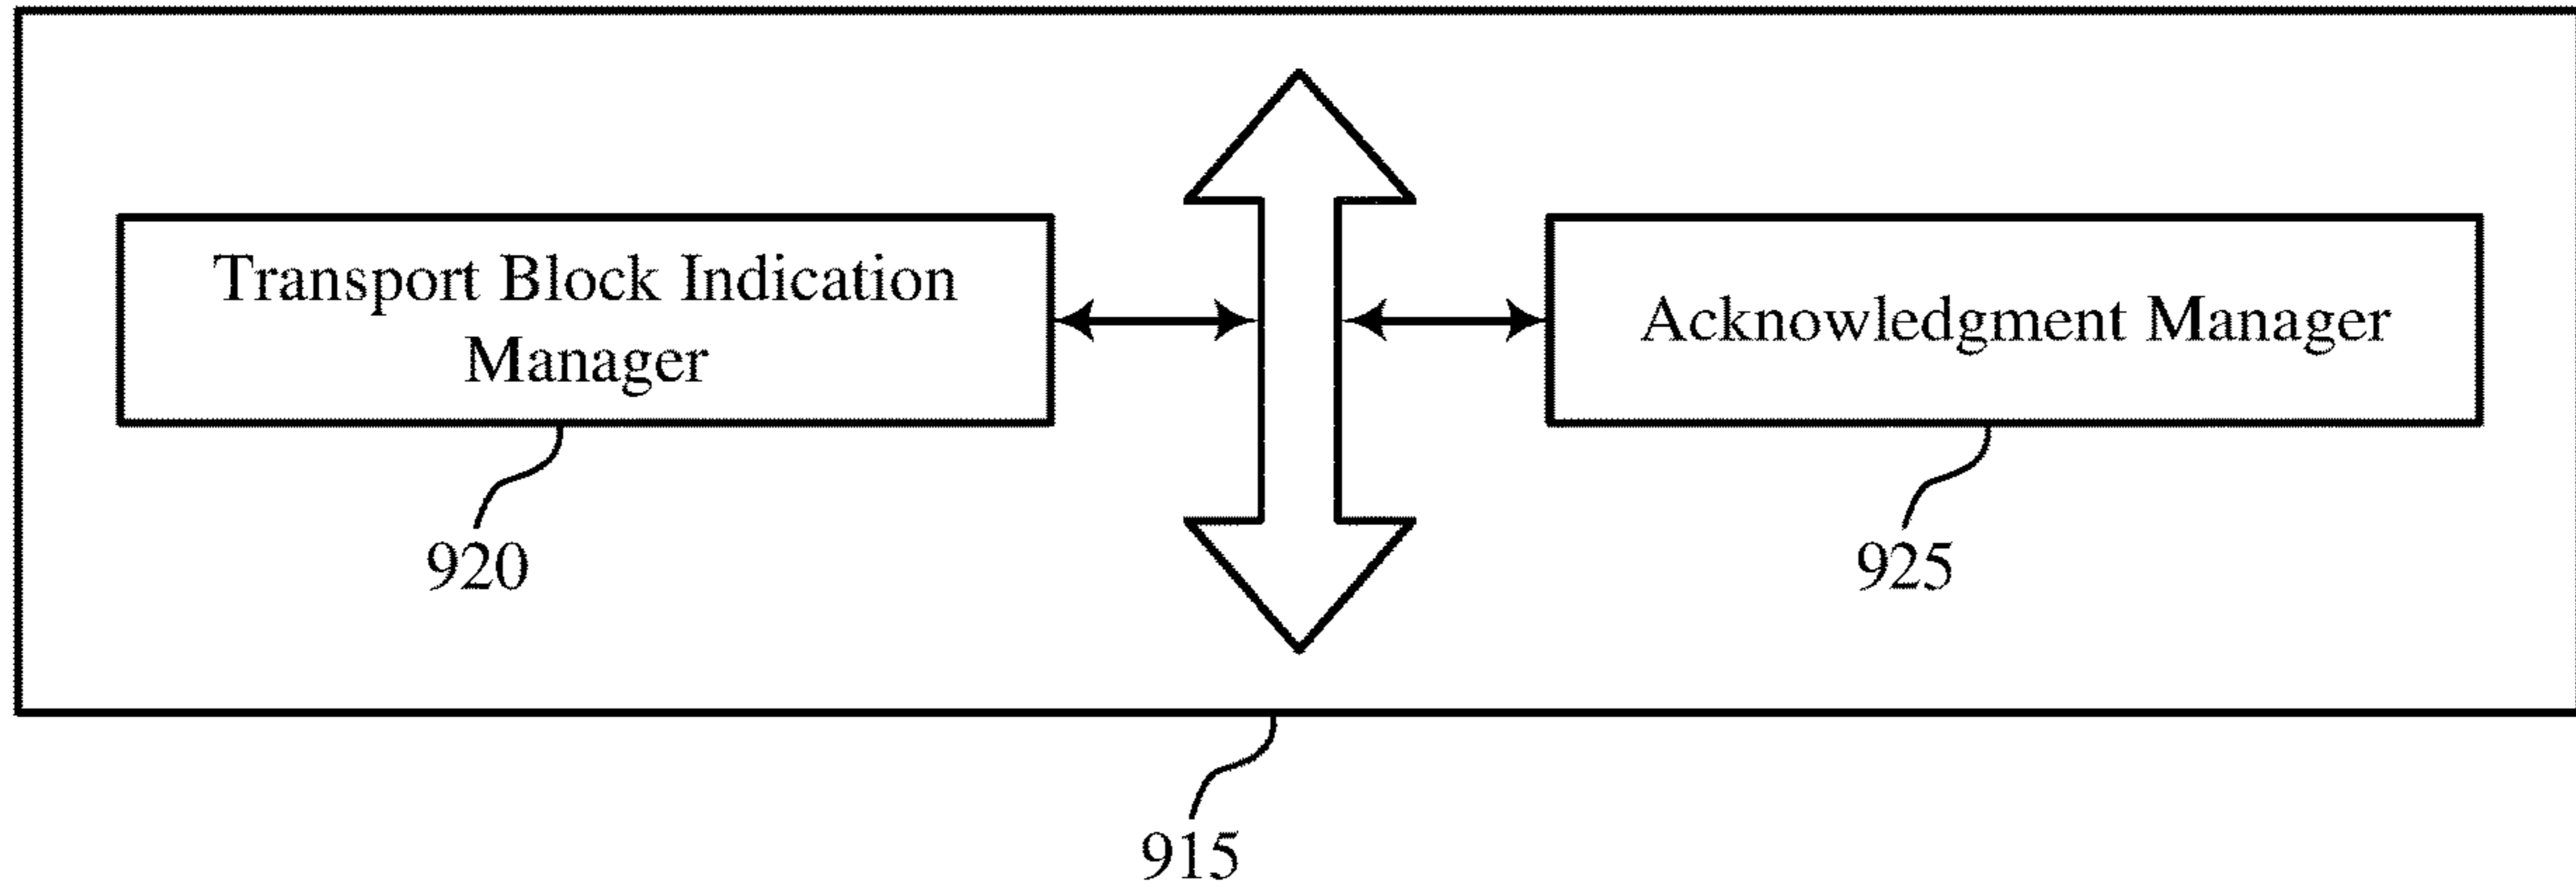 Transport Block Indication
Manager
Acknowledgment Manager
920
925
915